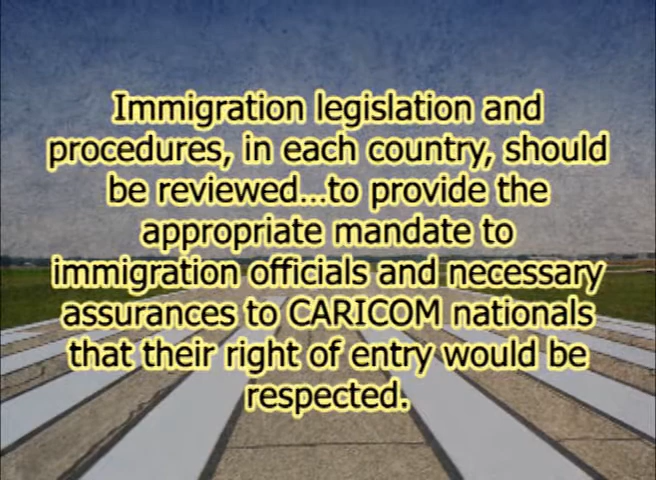 Immigration legislation and
procedures, in each country, should
be reviewed...to provide the
appropriate mandate to
immigration officials and necessary
assurances to CARICOM nationals
that their right of entry would be
respected.